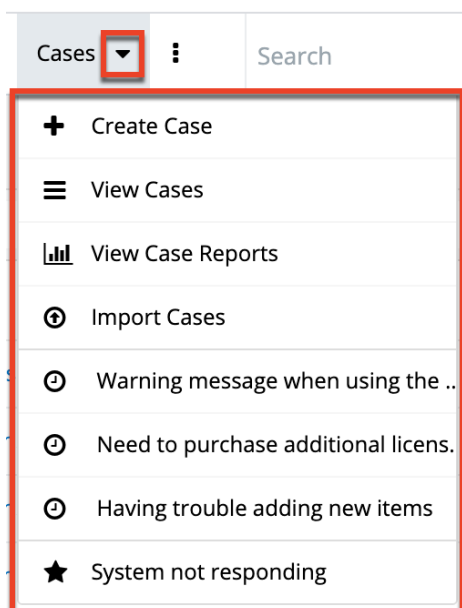 Cases
Search
Create Case
View Cases
View Case Reports
Import Cases
Warning message when using the ..
Need to purchase additional licens.
Having trouble adding new items
System not responding